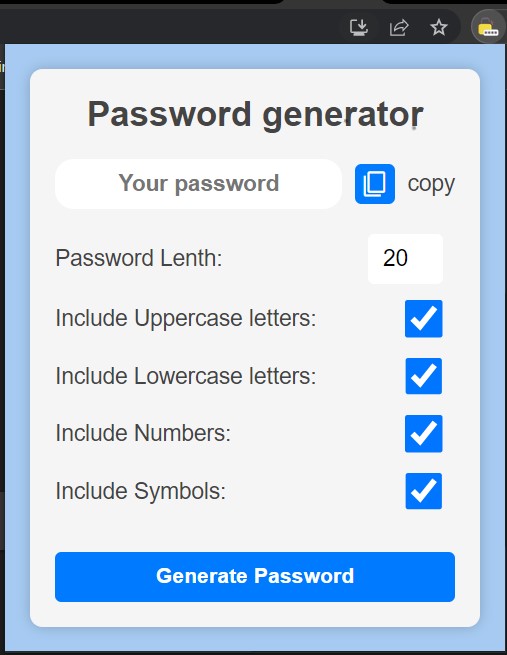 Password generator
Your password
copy
Password Lenth:
20
Include Uppercase letters:
Include Lowercase letters:
Include Numbers:
Include Symbols:
Generate Password